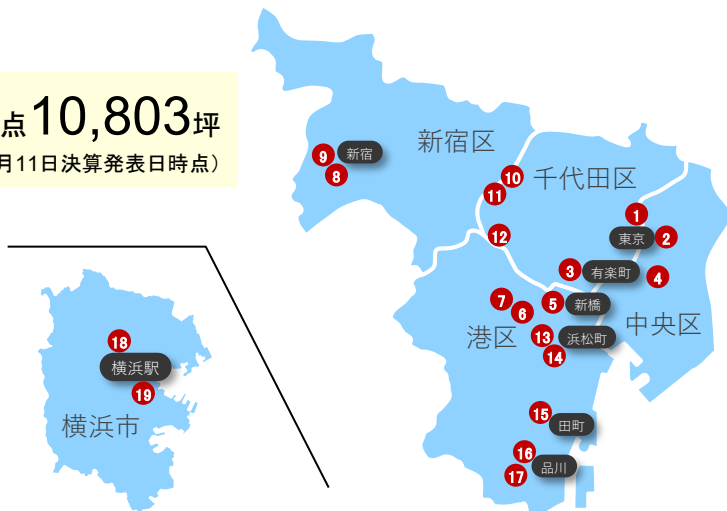 点10,803坪
月11日決算発表日時点）
新宿区
9
新宿
8
10
千代田区
11
1
12
東京
2
3
有楽町
4
7
5
新橋
6
中央区
港区
13
浜松町
14
18
横浜駅
19
横浜市
15
田町
16
品川
17